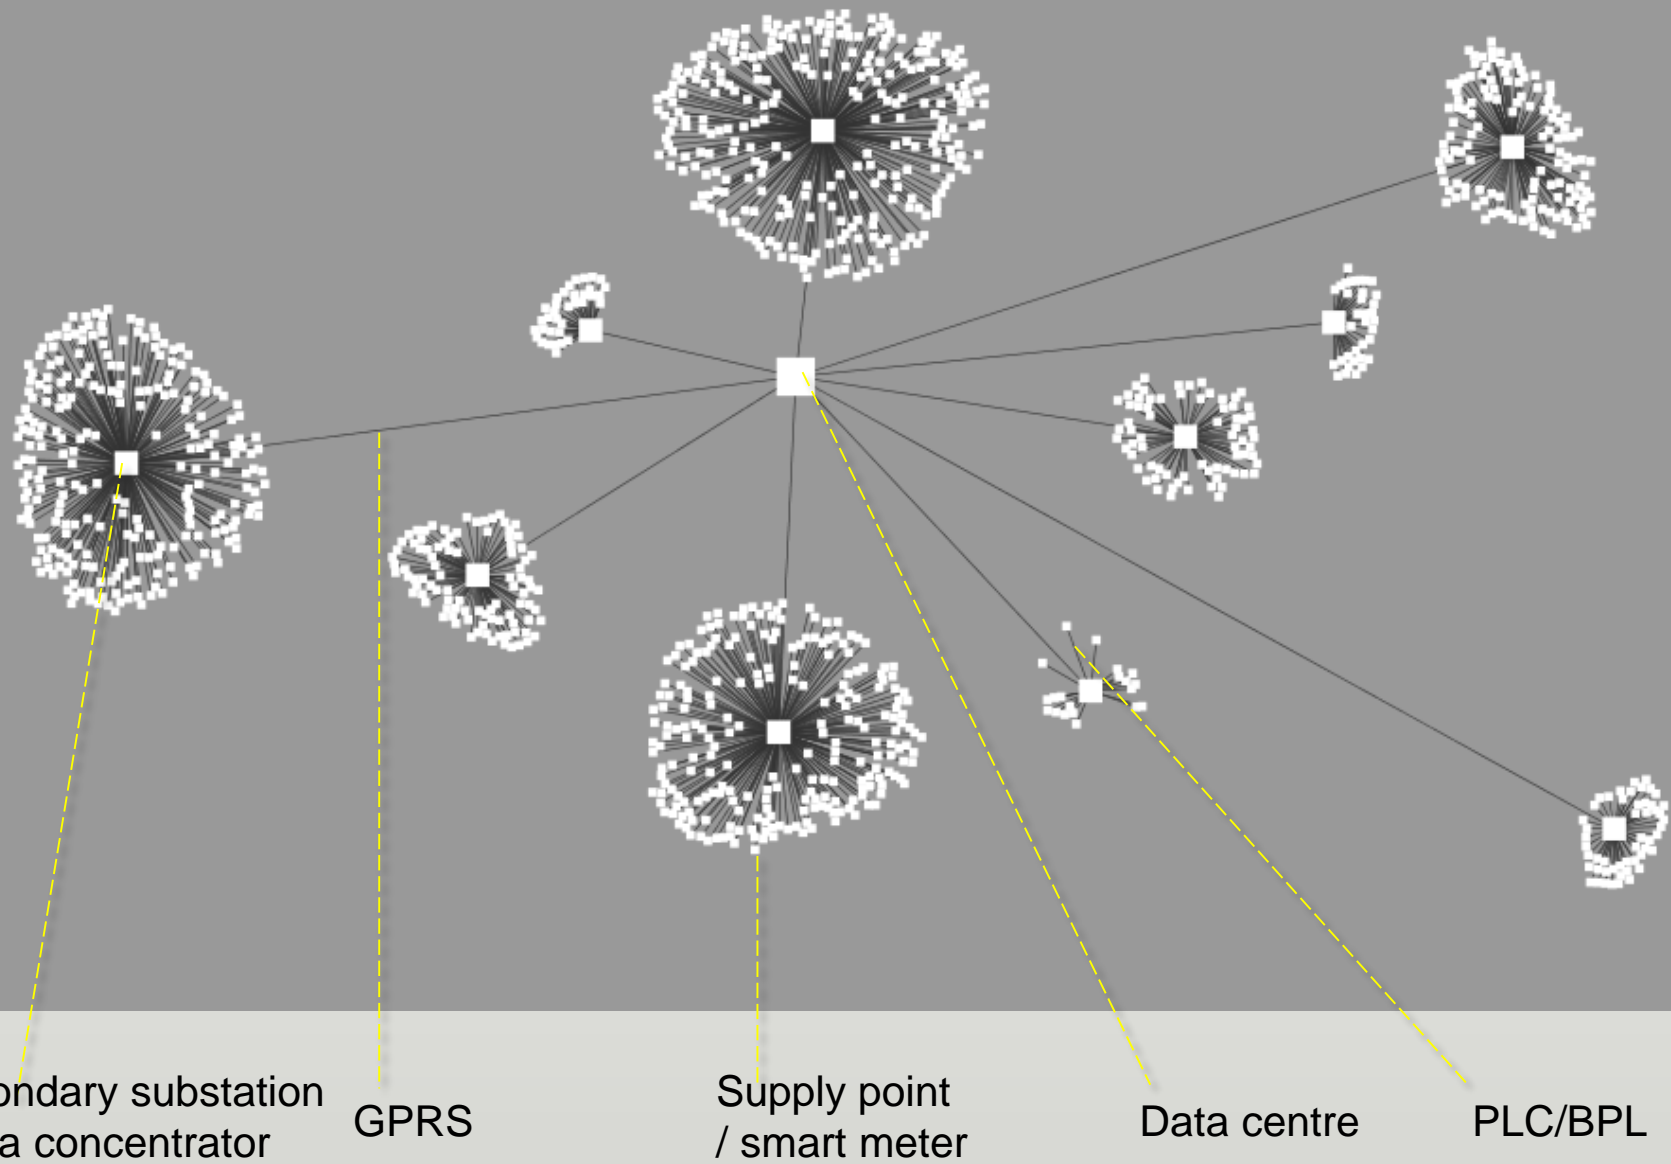 ondary substation
a concentrator
GPRS
Supply point
/ smart meter
Data centre
PLC/BPL